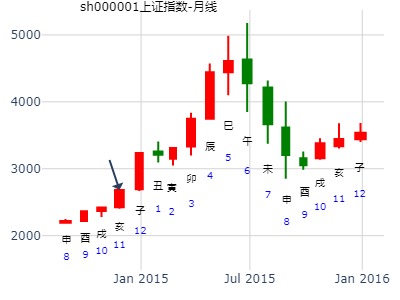 sh000001上证指数-月线
5000
4000
3000
2000
申 酉 戌 亥 子 丑 寅 卯 辰 巳 午 未 申 酉 戌 亥 子
8 9 10 11 12 1 2 3 4 5 6 7 8 9 10 11 12
Jan 2015 Jul 2015 Jan 2016